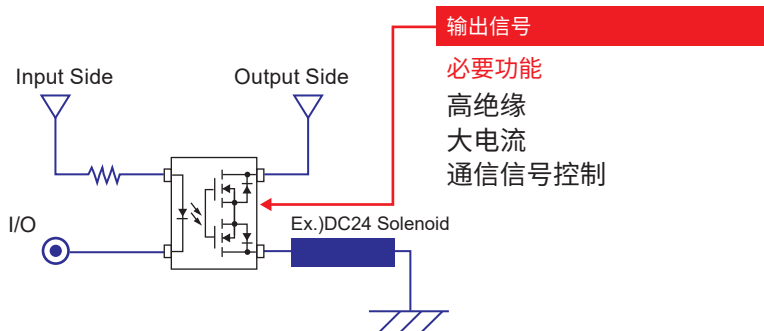 输出信号
必要功能
高绝缘
大电流
通信信号控制
Input Side
Output Side
I/O
Ex.)DC24 Solenoid